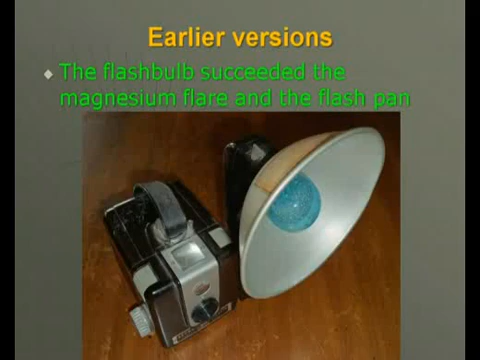 Earlier versions
The flashbulb succeeded the
magnesium flare and the flash pan